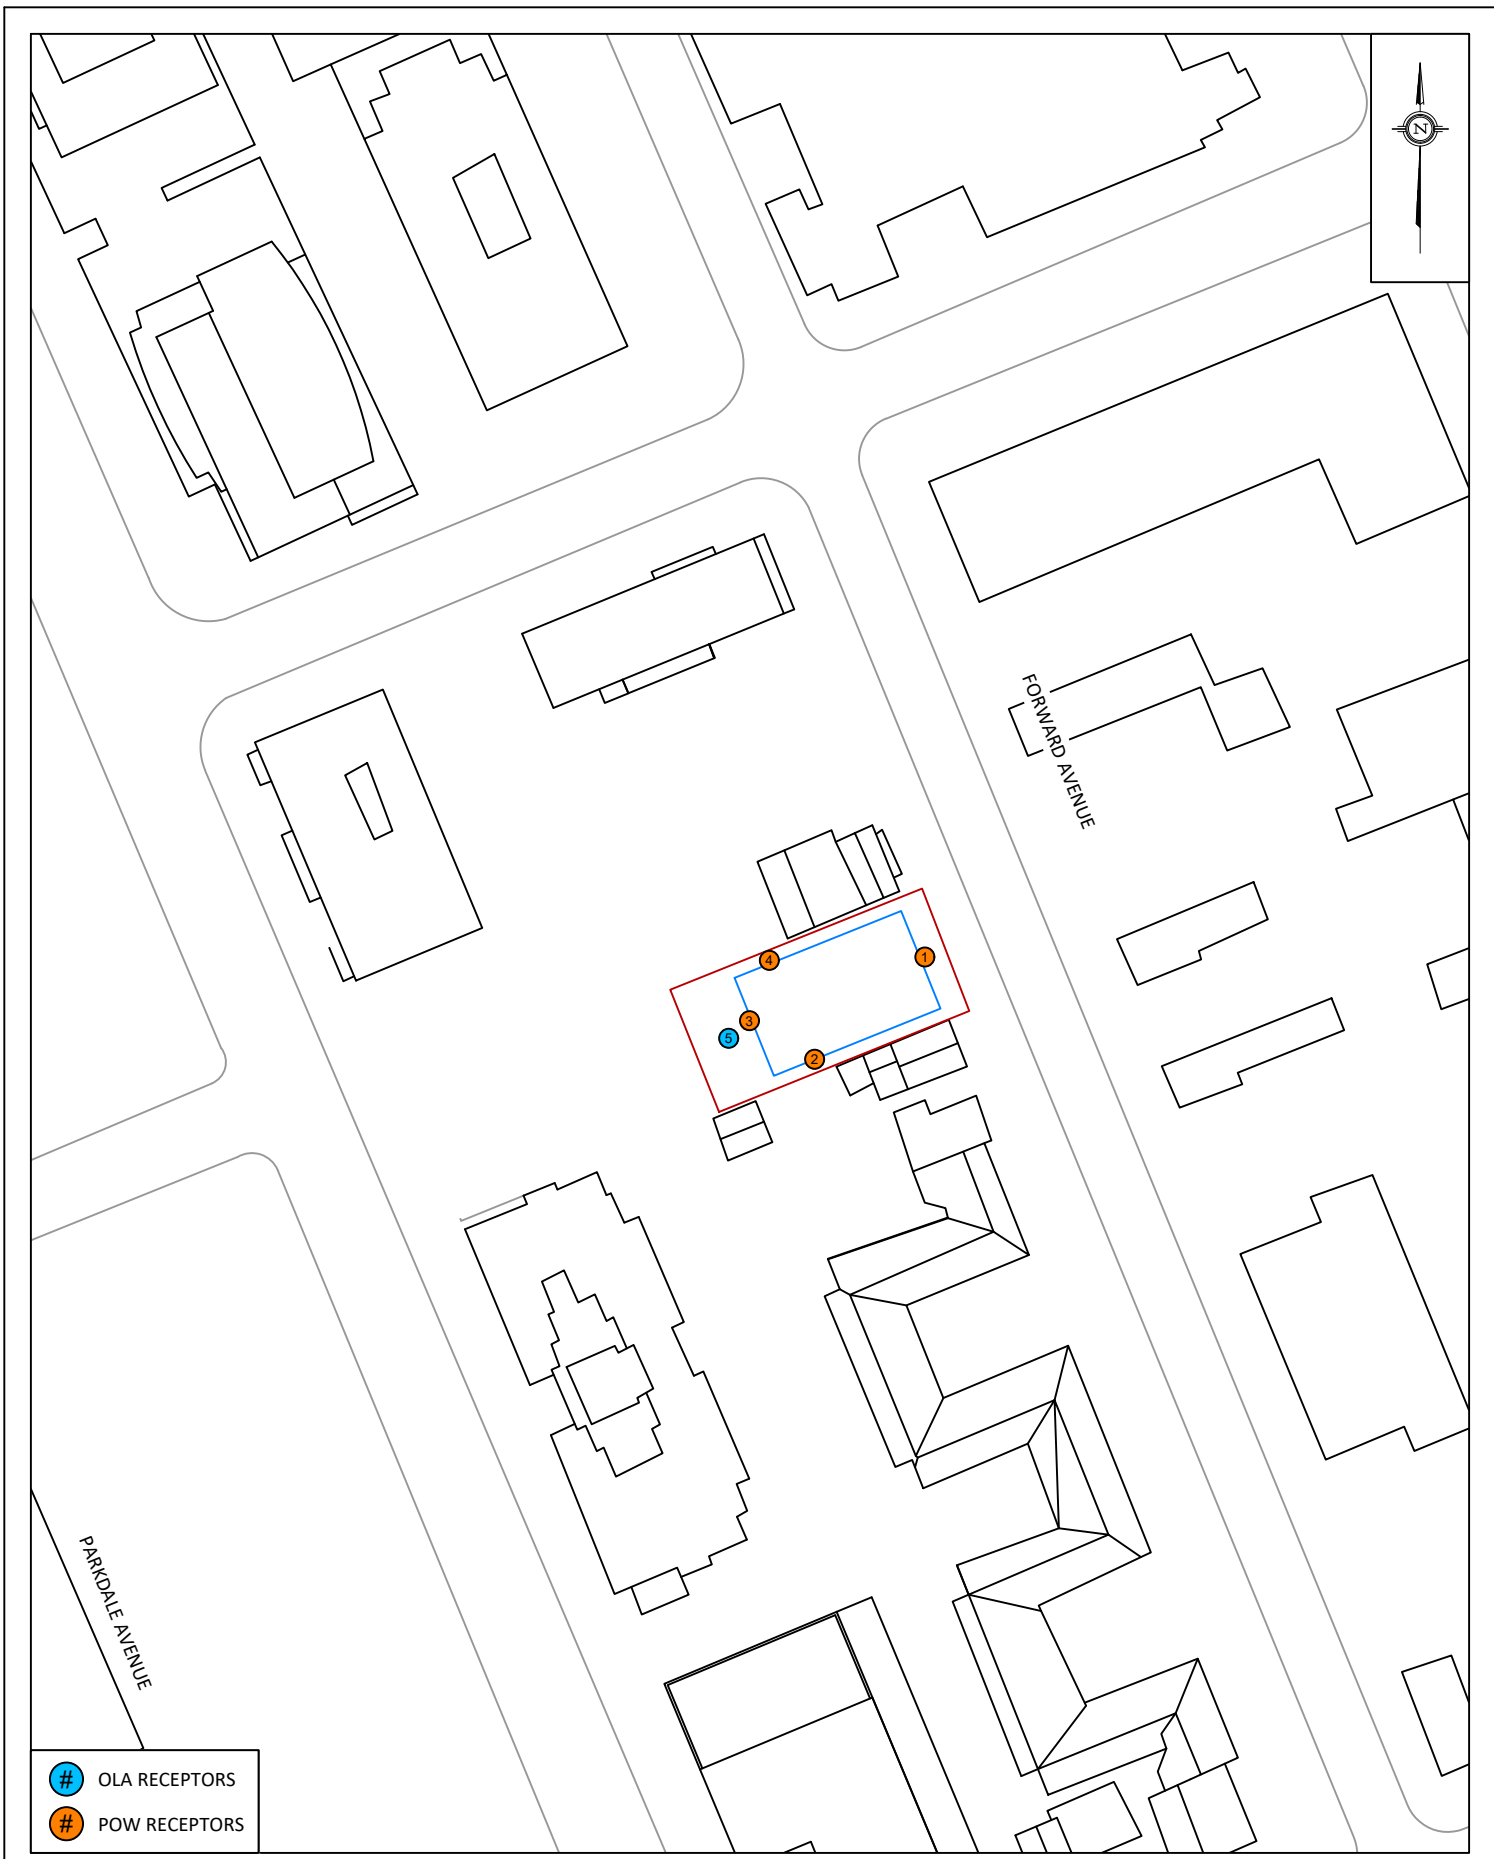 N
FORWARD AVENUE
4
1
3
5
2
PARKDALE AVENUE
# OLA RECEPTORS
# POW RECEPTORS